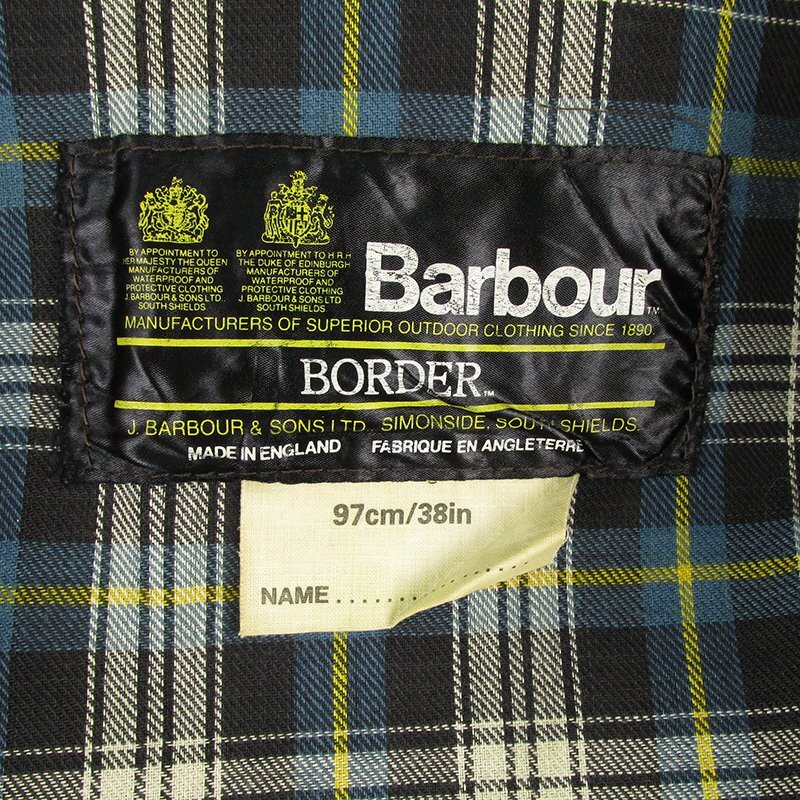 BY APPOINTMENT TO
HER MAJESTY THE QUEEN
MANUFACTURERS OF
WATERPROOF AND
PROTECTIVE CLOTHING
J. BARBOUR & SONS LTD
SOUTH SHIELDS
BY APPOINTMENT TO H R H
THE DUKE OF EDINBURGH
MANUFACTURERS OF
WATERPROOF AND
PROTECTIVE CLOTHING
J. BARBOUR & SONS LTD
SOUTH SHIELDS
Barbour TM
MANUFACTURERS OF SUPERIOR OUTDOOR CLOTHING SINCE 1890.
BORDER TM
J. BARBOUR & SONS LTD. SIMONSIDE, SOUTH SHIELDS.
MADE IN ENGLAND FABRIQUE EN ANGLETERRE
97cm/38in
NAME....................